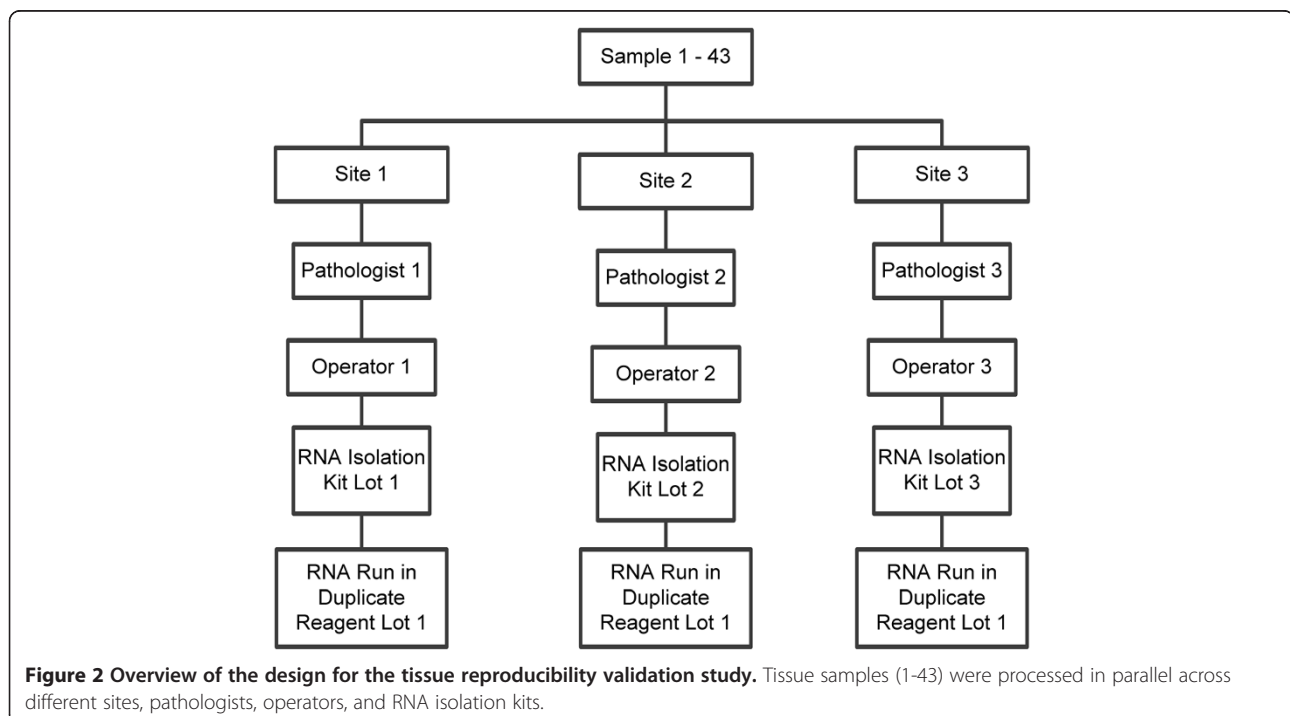 Sample 1 - 43
Site 1
Site 2
Site 3
Pathologist 1
Pathologist 2
Pathologist 3
Operator 1
Operator 2
Operator 3
RNA Isolation
Kit Lot 1
RNA Isolation
Kit Lot 2
RNA Isolation
Kit Lot 3
RNA Run in
Duplicate
Reagent Lot 1
RNA Run in
Duplicate
Reagent Lot 1
RNA Run in
Duplicate
Reagent Lot 1
Figure 2 Overview of the design for the tissue reproducibility validation study. Tissue samples (1-43) were processed in parallel across
different sites, pathologists, operators, and RNA isolation kits.